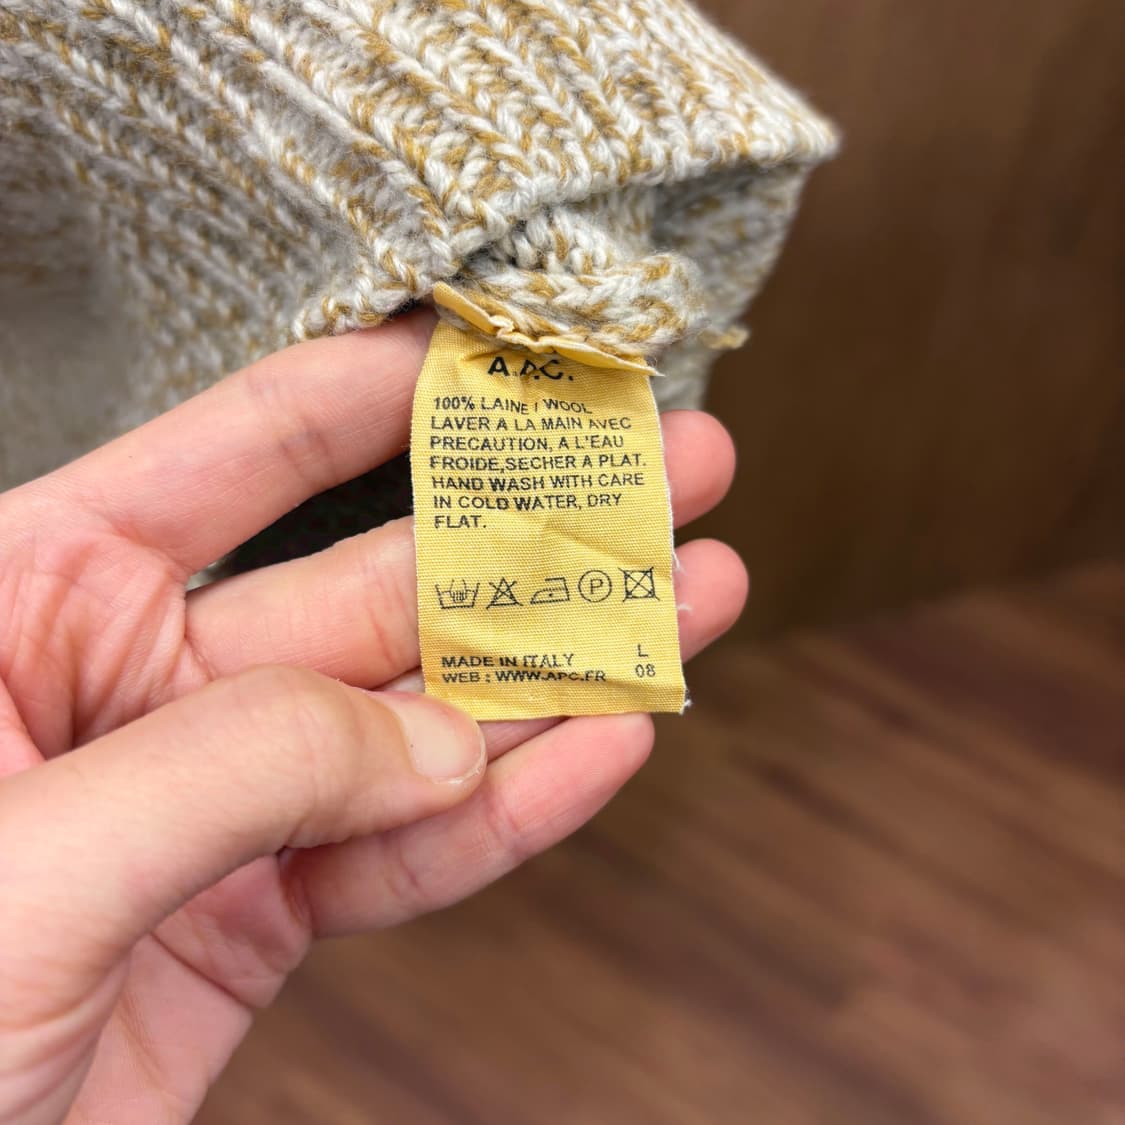 A.P.C.
100% LAINE / WOOL
LAVER A LA MAIN AVEC
PRECAUTION, A L'EAU
FROIDE,SECHER A PLAT.
HAND WASH WITH CARE
IN COLD WATER, DRY
FLAT.
P
MADE IN ITALY
WEB : WWW.APC.FR
L
08